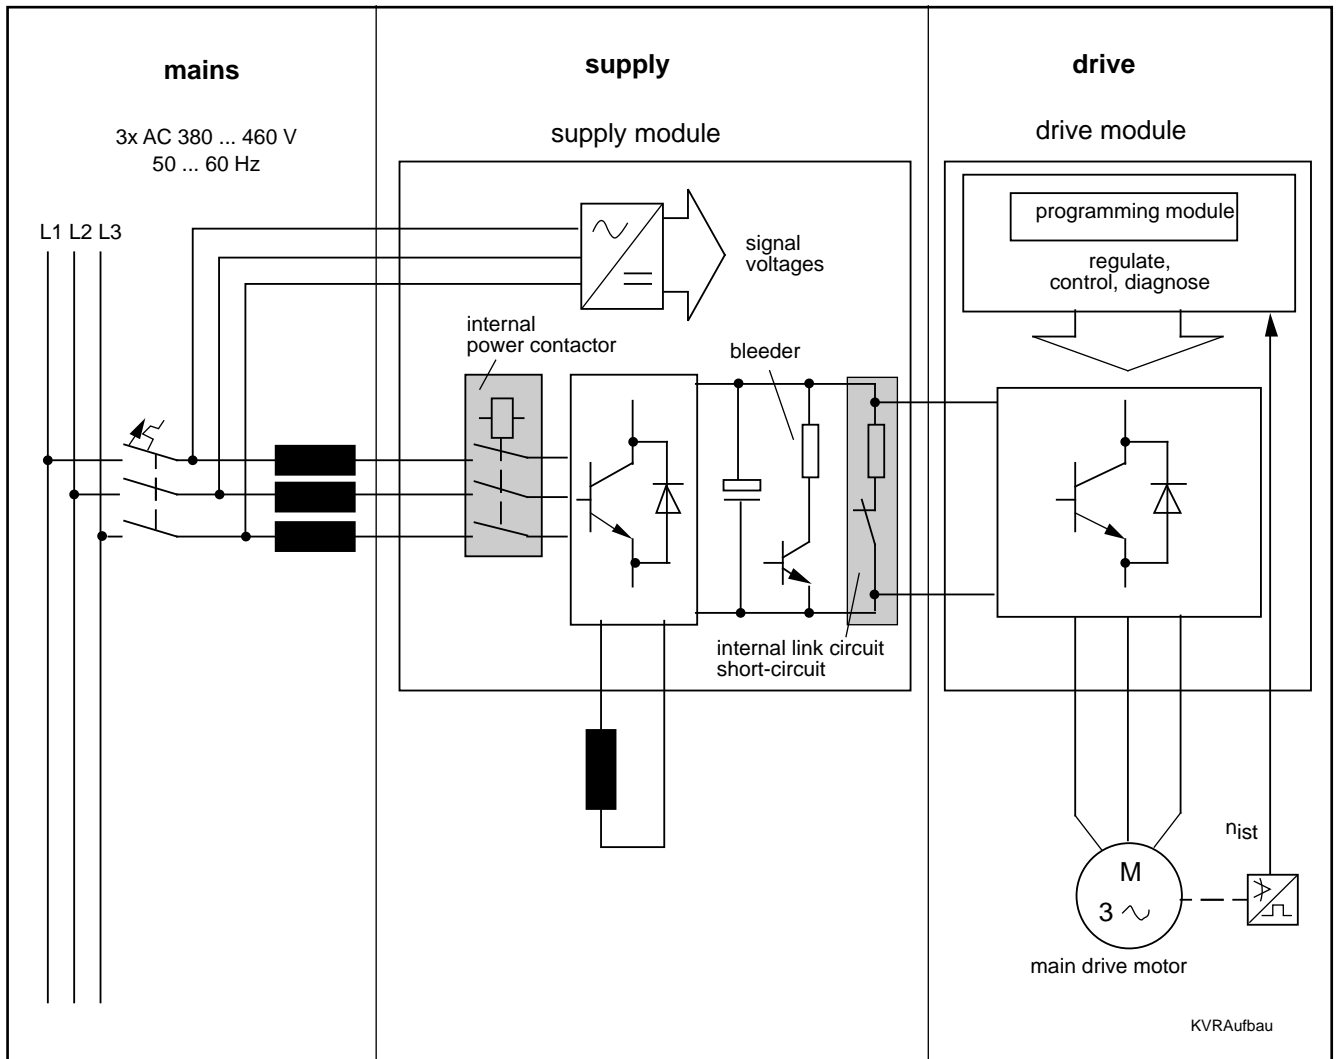 mains
3x AC 380 ... 460 V
50 ... 60 Hz
L1 L2 L3
supply
supply module
signal
voltages
internal
power contactor
bleeder
internal link circuit
short-circuit
drive
drive module
programming module
regulate,
control, diagnose
nist
M
3
main drive motor
KVRAufbau